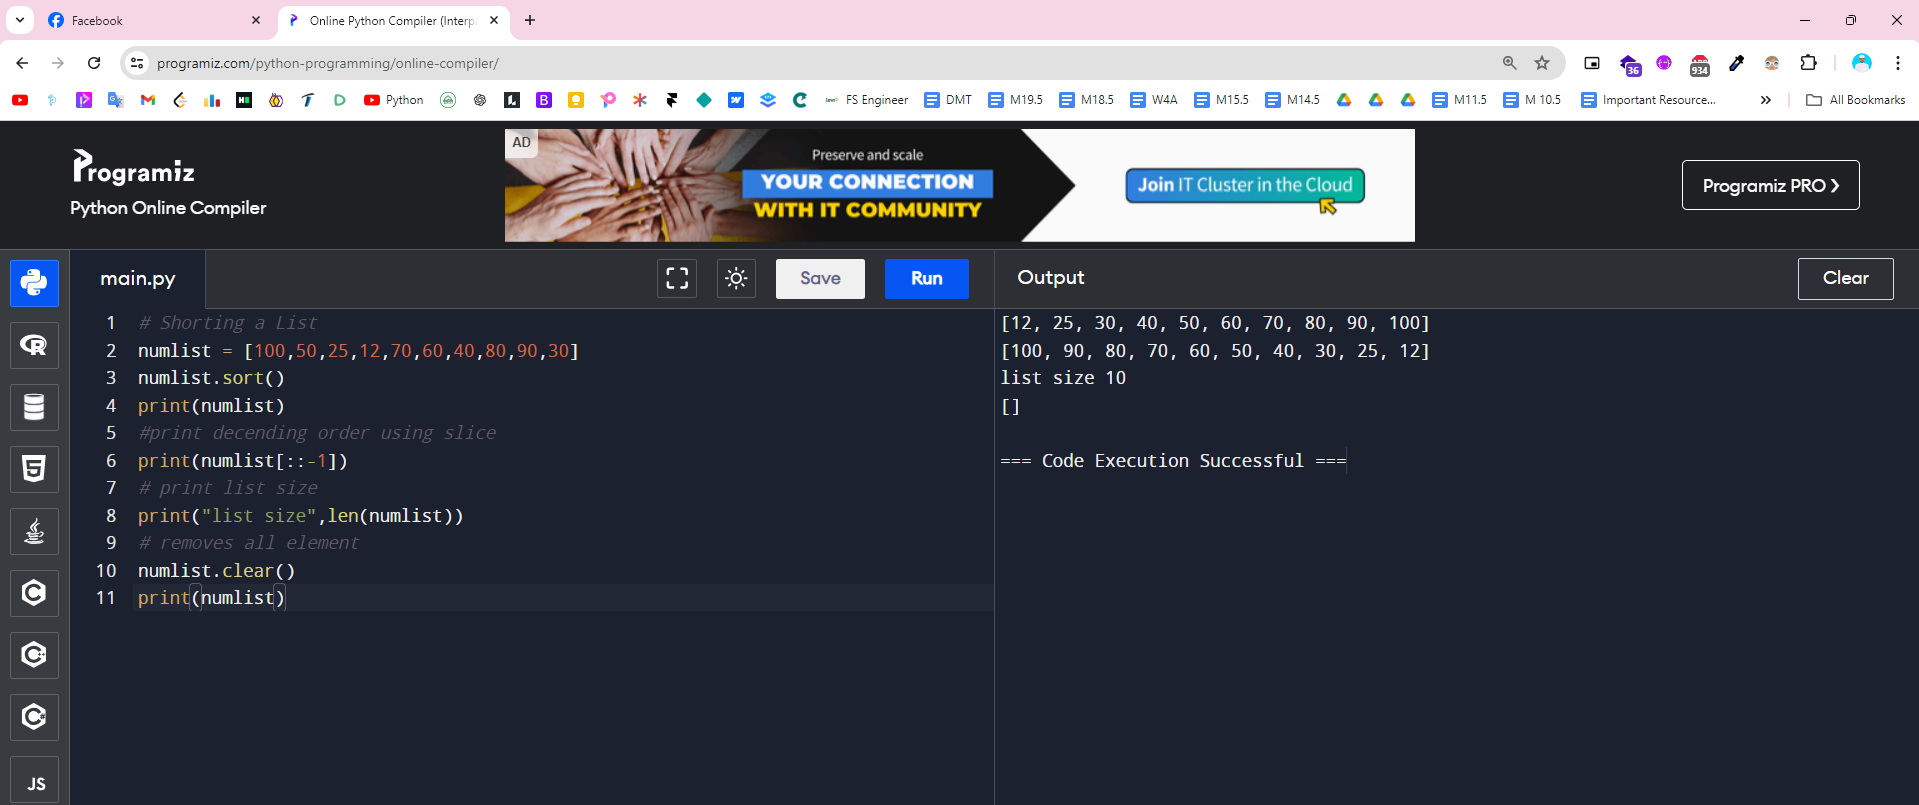 Facebook
Online Python Compiler (Interp
programiz.com/python-programming/online-compiler/
36
934
Python
FS Engineer
DMT
M19.5
M18.5
W4A
M15.5
M14.5
M11.5
M 10.5
Important Resource...
All Bookmarks
Programiz
Python Online Compiler
AD
Preserve and scale
YOUR CONNECTION
WITH IT COMMUNITY
Join IT Cluster in the Cloud
Programiz PRO ❯
main.py
Save
Run
Output
Clear
1 # Shorting a List
2 numlist = [100,50,25,12,70,60,40,80,90,30]
3 numlist.sort()
4 print(numlist)
5 #print decending order using slice
6 print(numlist[::-1])
7 # print list size
8 print("list size",len(numlist))
9 # removes all element
10 numlist.clear()
11 print(numlist)
[12, 25, 30, 40, 50, 60, 70, 80, 90, 100]
[100, 90, 80, 70, 60, 50, 40, 30, 25, 12]
list size 10
[]
=== Code Execution Successful ===
R
5
C
C
C
JS